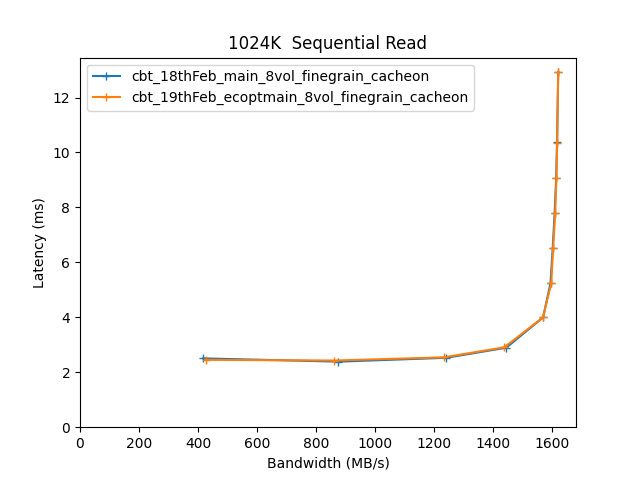 1024K  Sequential Read
cbt_18thFeb_main_8vol_finegrain_cacheon
cbt_19thFeb_ecoptmain_8vol_finegrain_cacheon
Latency (ms)
12
10
8
6
4
2
0
0 200 400 600 800 1000 1200 1400 1600
Bandwidth (MB/s)